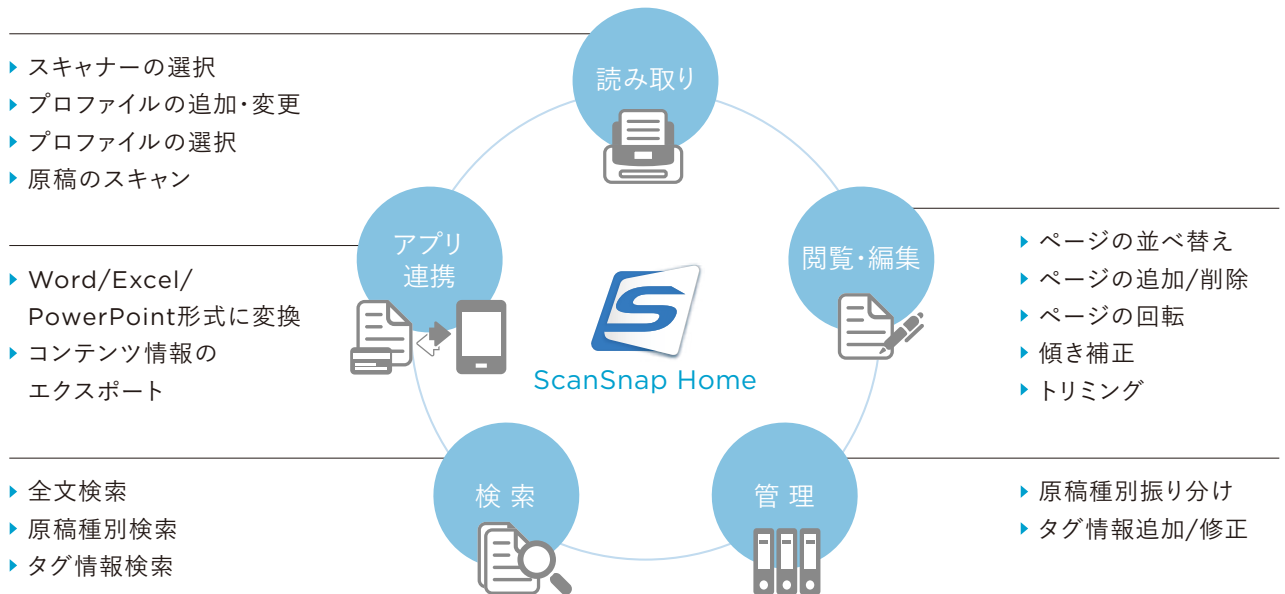 読み取り
スキャナーの選択
プロファイルの追加・変更
プロファイルの選択
原稿のスキャン
閲覧・編集
ページの並べ替え
ページの追加/削除
ページの回転
傾き補正
トリミング
アプリ
連携
Word/Excel/
PowerPoint形式に変換
コンテンツ情報の
エクスポート
S
ScanSnap Home
検 索
全文検索
原稿種別検索
タグ情報検索
管 理
原稿種別振り分け
タグ情報追加/修正